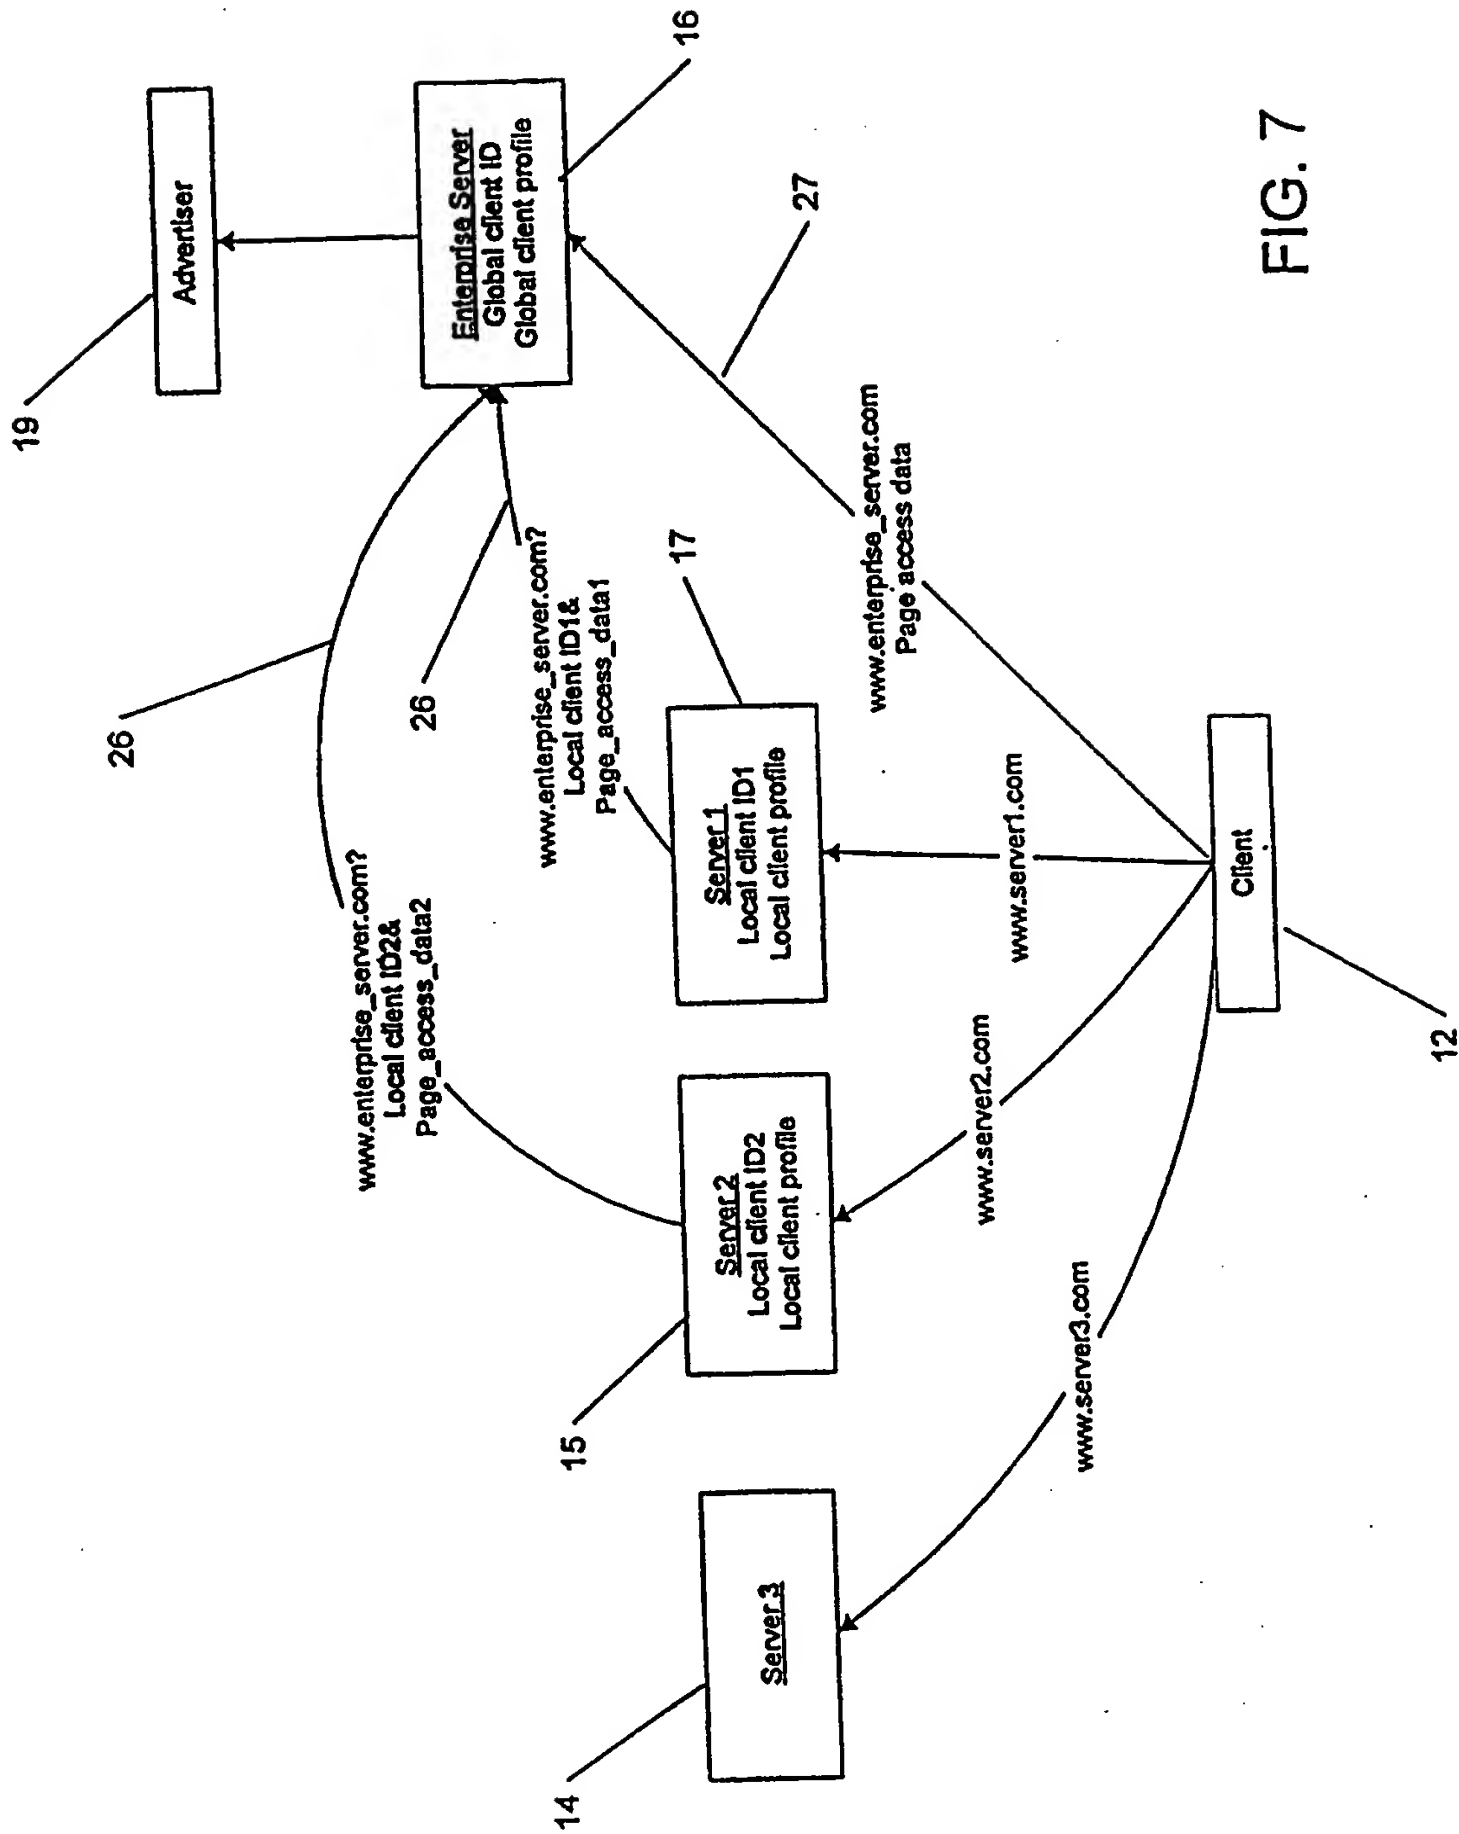 19
Advertiser
16
Enterprise Server
Global client ID
Global client profile
26
www.enterprise_server.com?
Local client ID2&
Page_access_data2
26
www.enterprise_server.com?
Local client ID1&
Page_access_data1
27
www.enterprise_server.com
Page access data
14
Server 3
15
Server 2
Local client ID2
Local client profile
17
Server 1
Local client ID1
Local client profile
www.server3.com
www.server2.com
www.server1.com
12
Client
FIG. 7